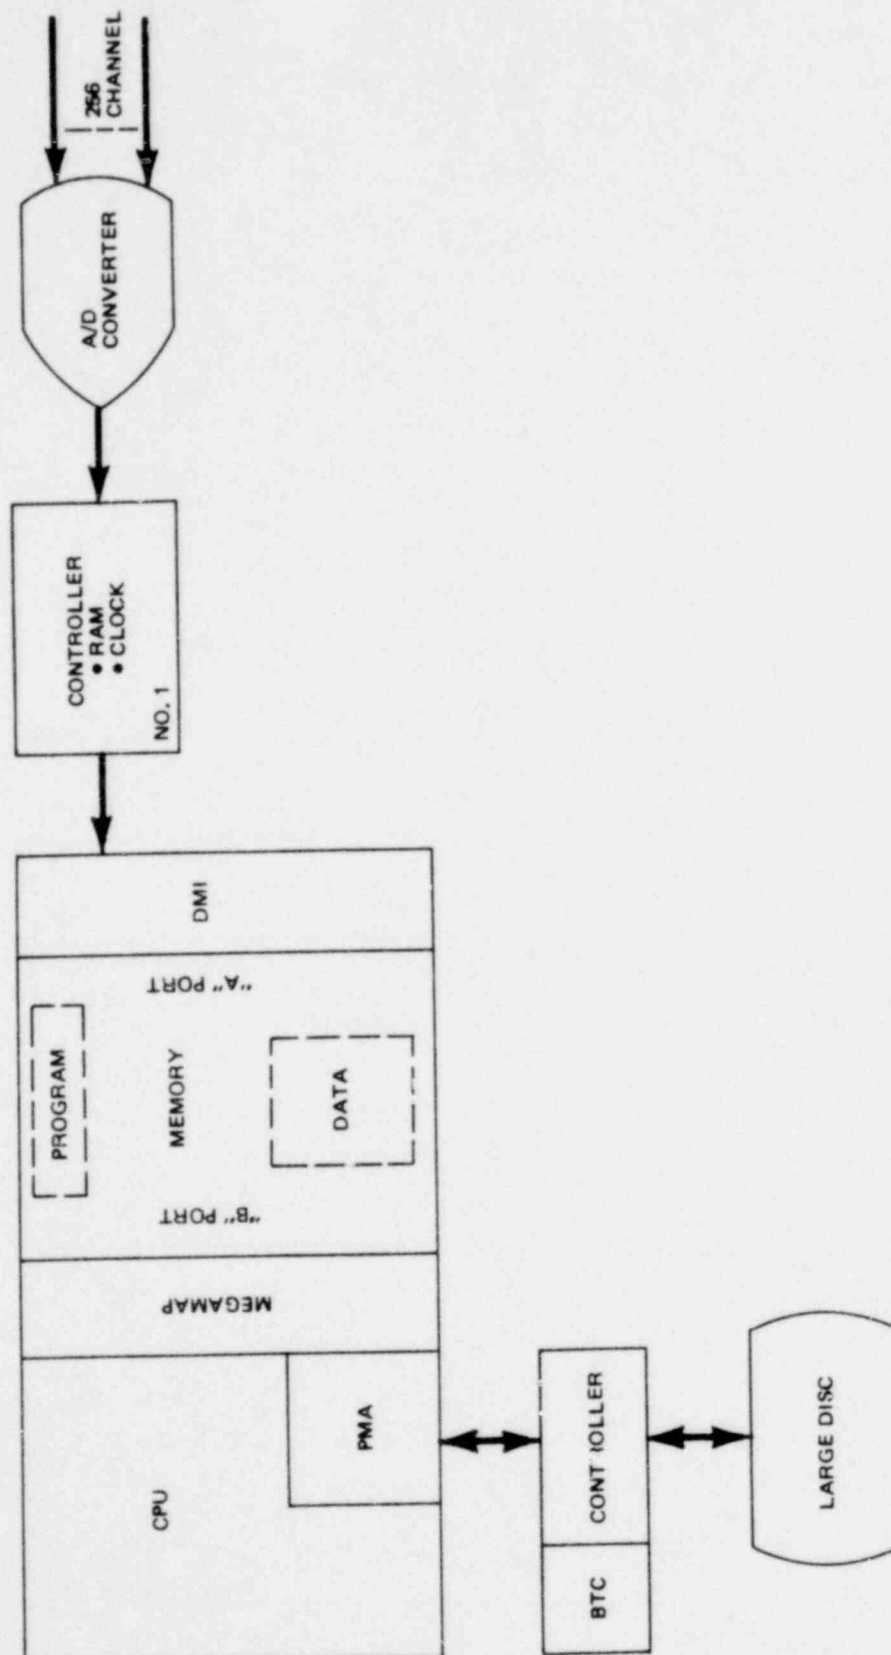 256
CHANNEL
A/D
CONVERTER
CONTROLLER
• RAM
• CLOCK
NO. 1
DMI
"A" PORT
PROGRAM
MEMORY
DATA
"B" PORT
MEGAMAP
CPU
PMA
BTC
CONT OLLER
LARGE DISC